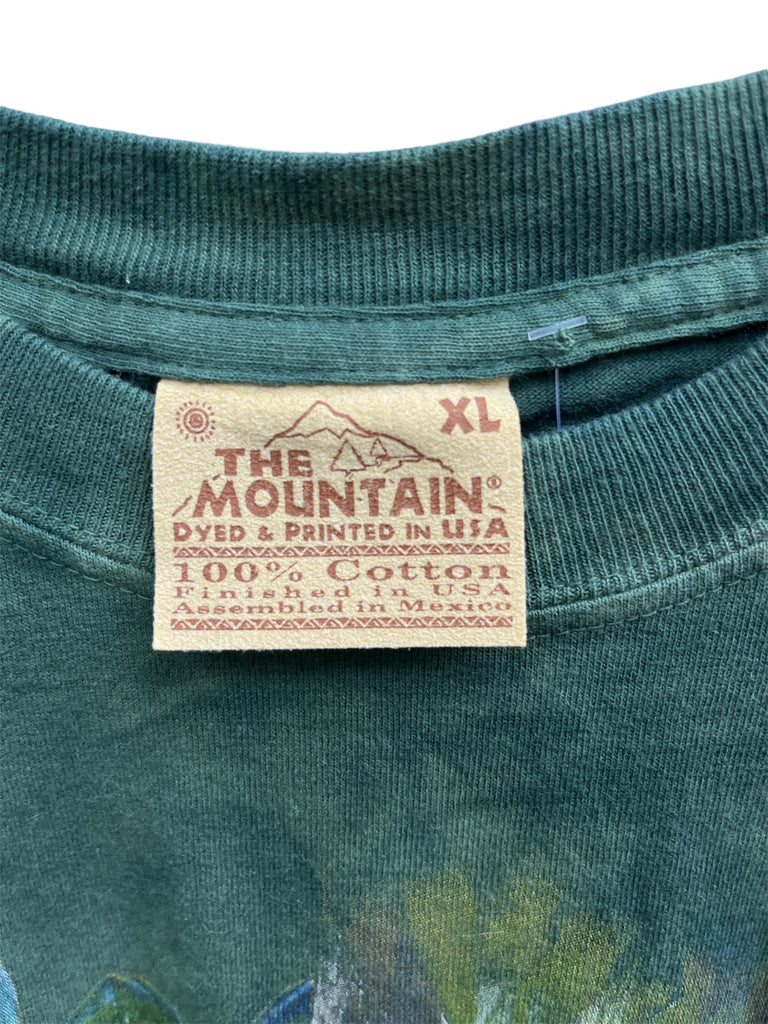 XL
THE
MOUNTAIN®
DYED & PRINTED IN USA
100% Cotton
Finished in USA
Assembled in Mexico